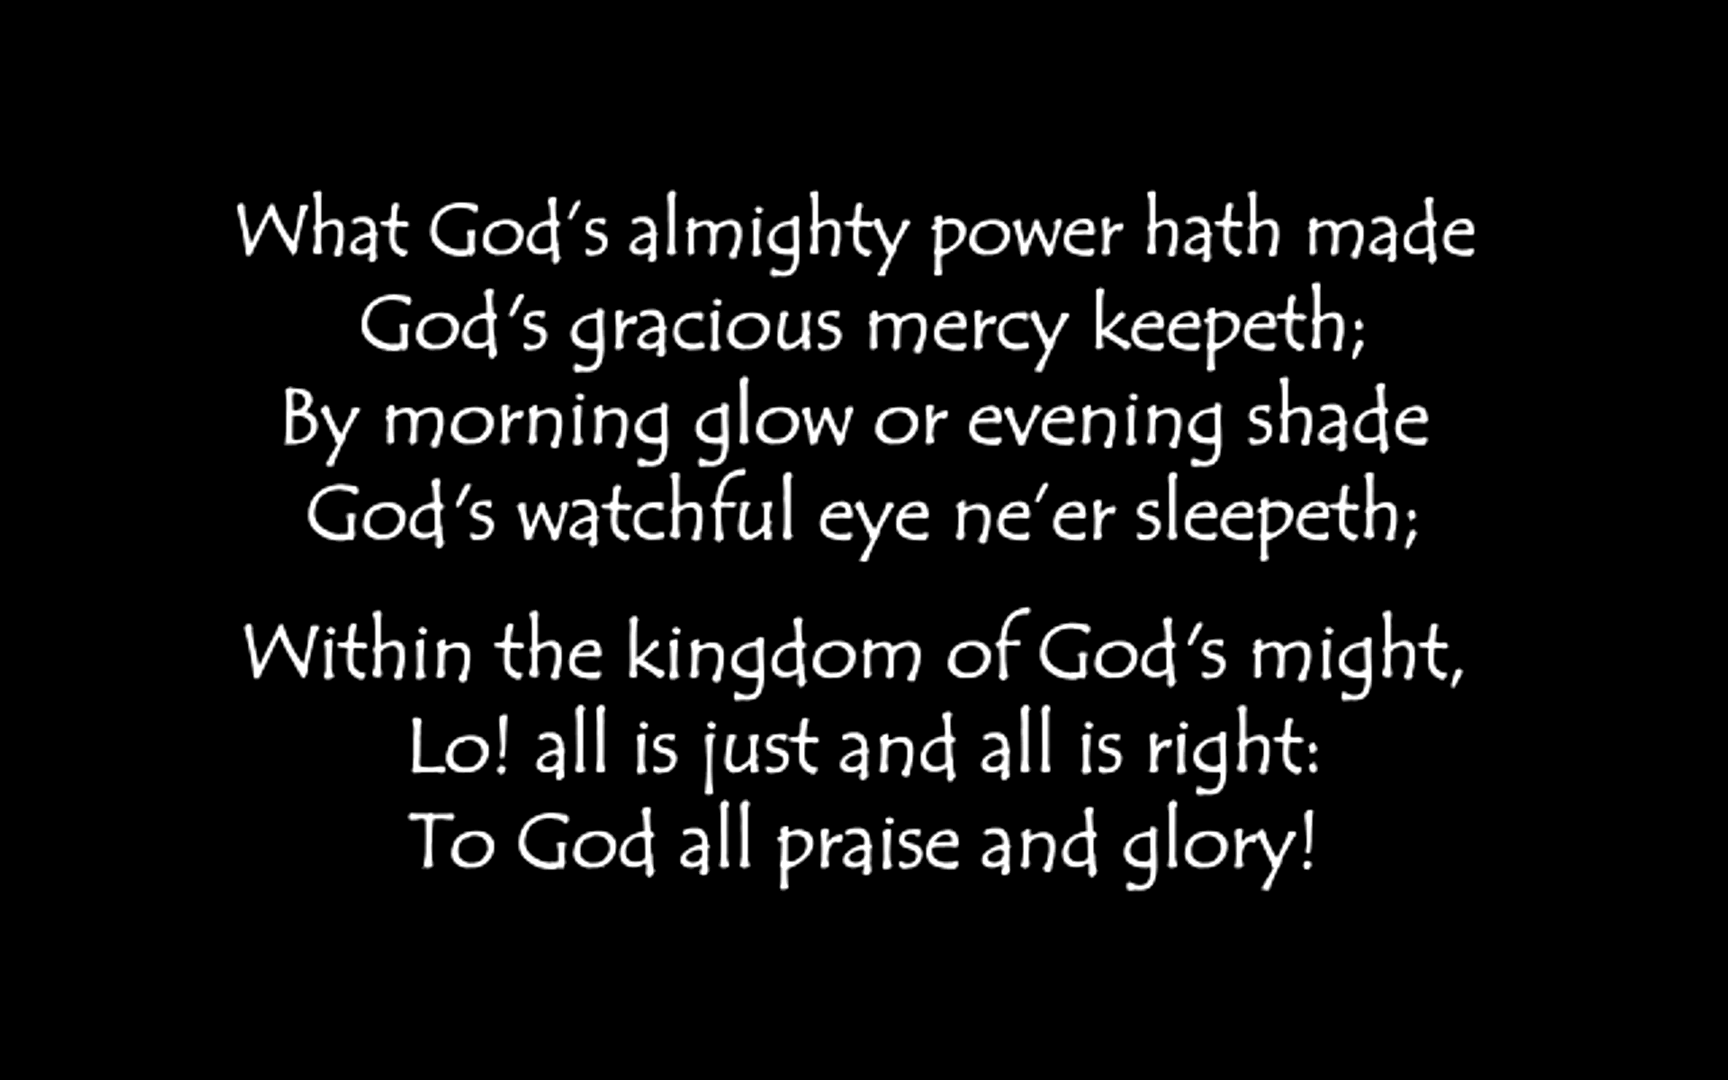 What God's almighty power hath made
God's gracious mercy keepeth;
By morning glow or evening shade
God's watchful eye ne'er sleepeth;
Within the kingdom of God's might,
Lo! all is just and all is right:
To God all praise and glory!